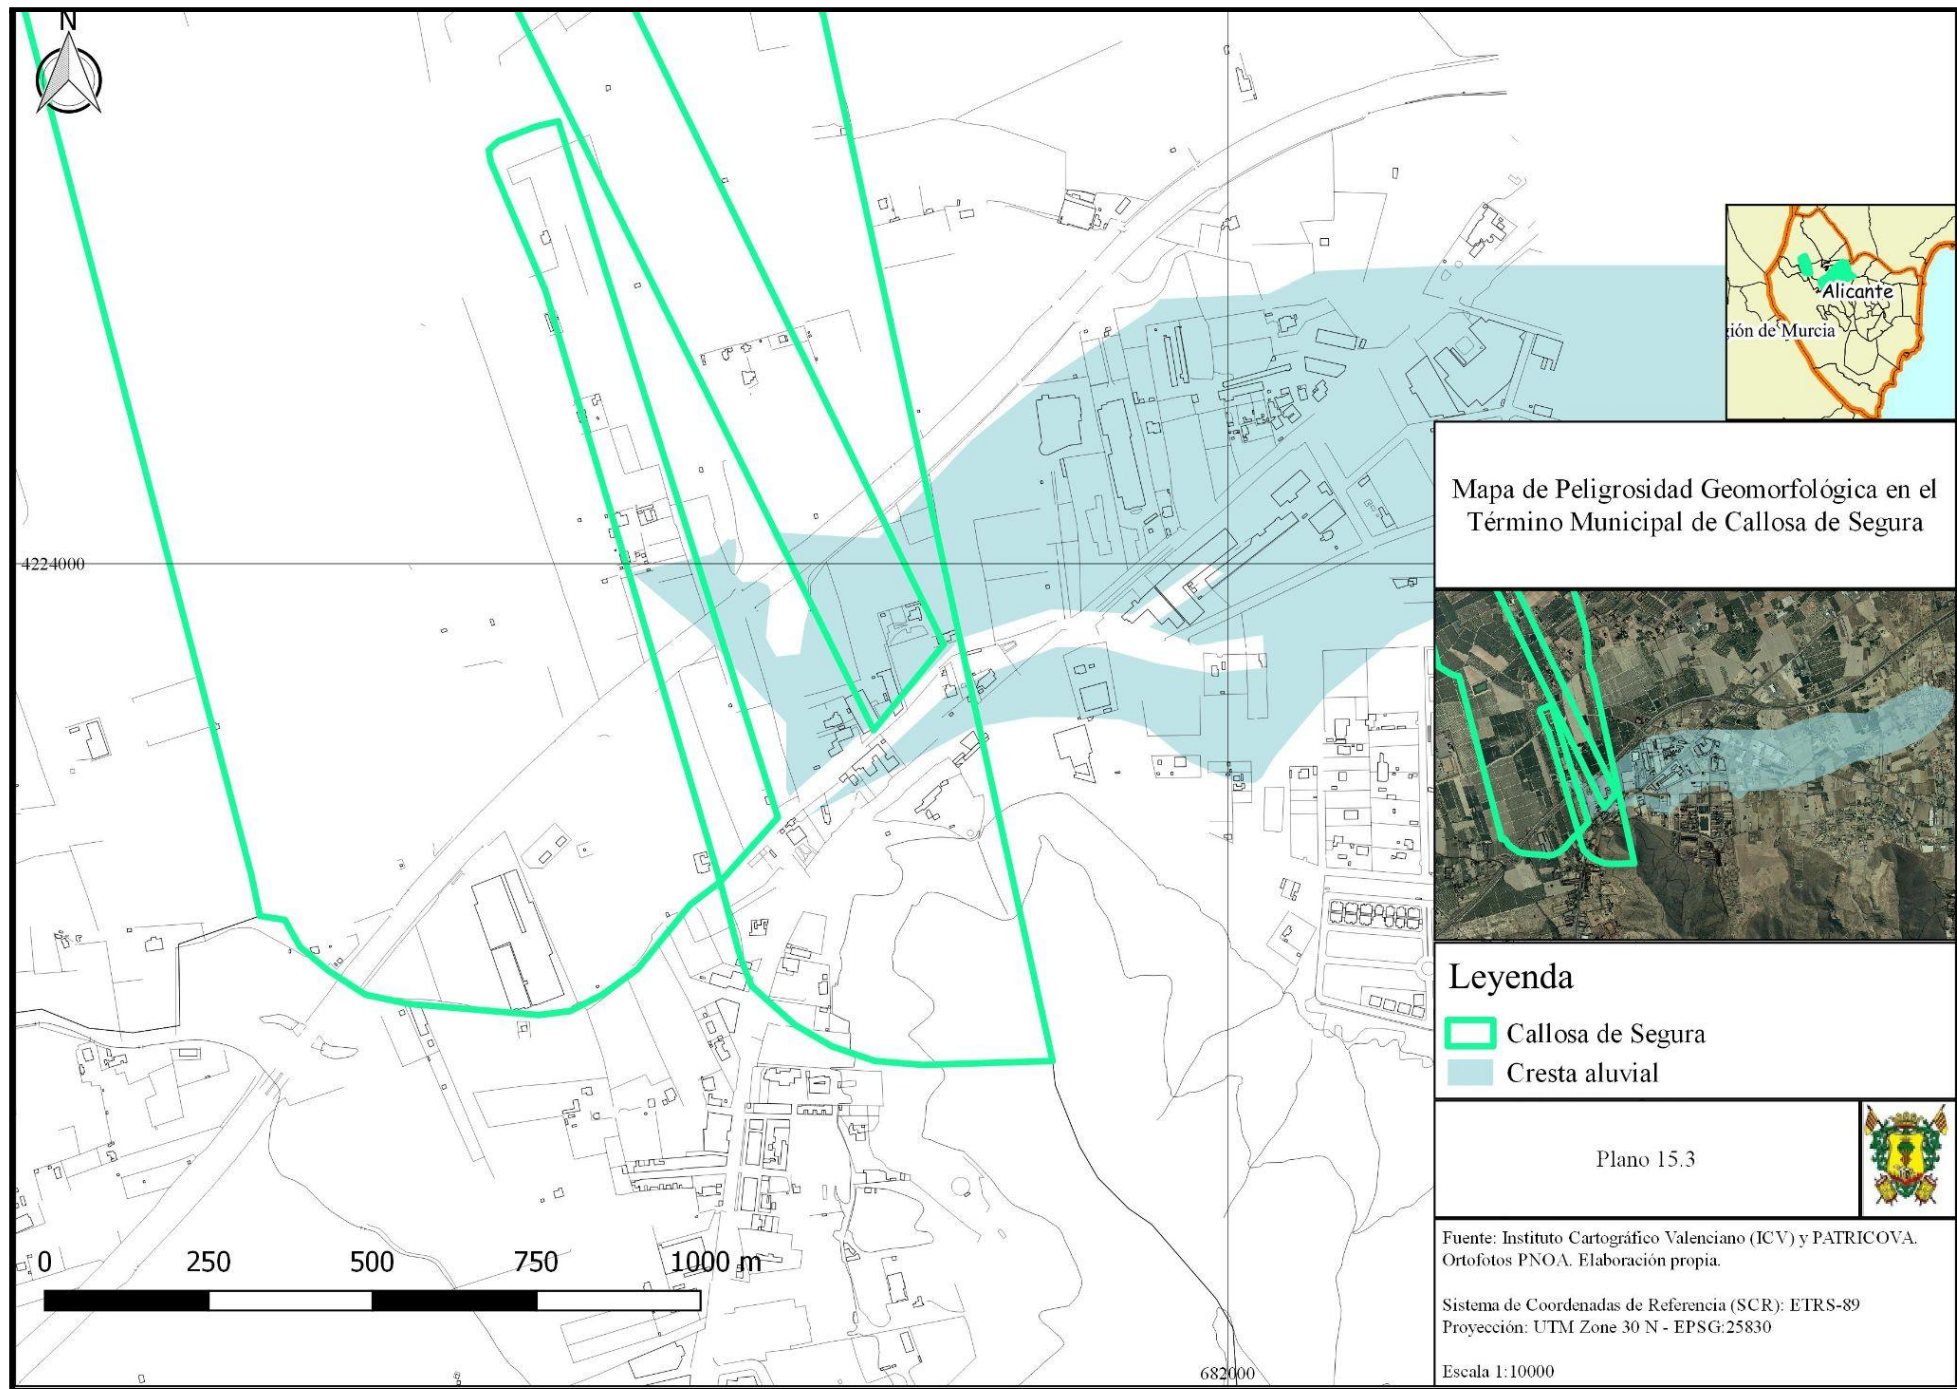 N
Alicante
ión de Murcia
Mapa de Peligrosidad Geomorfológica en el
Término Municipal de Callosa de Segura
4224000
Leyenda
Callosa de Segura
Cresta aluvial
Plano 15.3
Fuente: Instituto Cartográfico Valenciano (ICV) y PATRICOVA.
Ortofotos PNOA. Elaboración propia.
Sistema de Coordenadas de Referencia (SCR): ETRS-89
Proyección: UTM Zone 30 N - EPSG:25830
Escala 1:10000
0 250 500 750 1000 m
682000